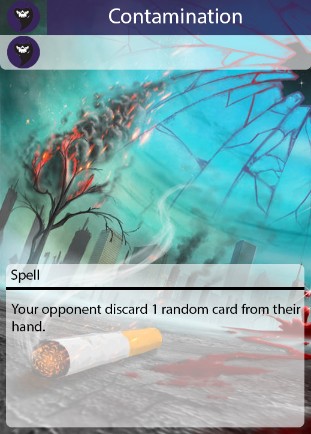 Contamination
Spell
Your opponent discard 1 random card from their
hand.